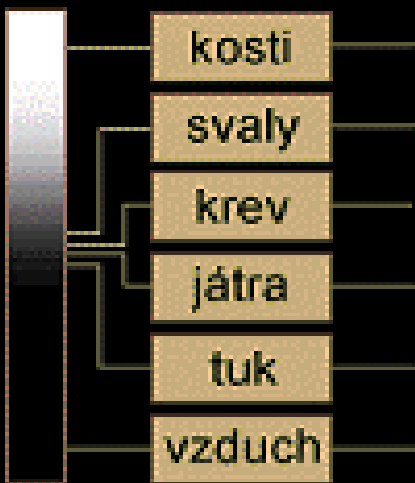 kosti
svaly
krev
játra
tuk
vzduch